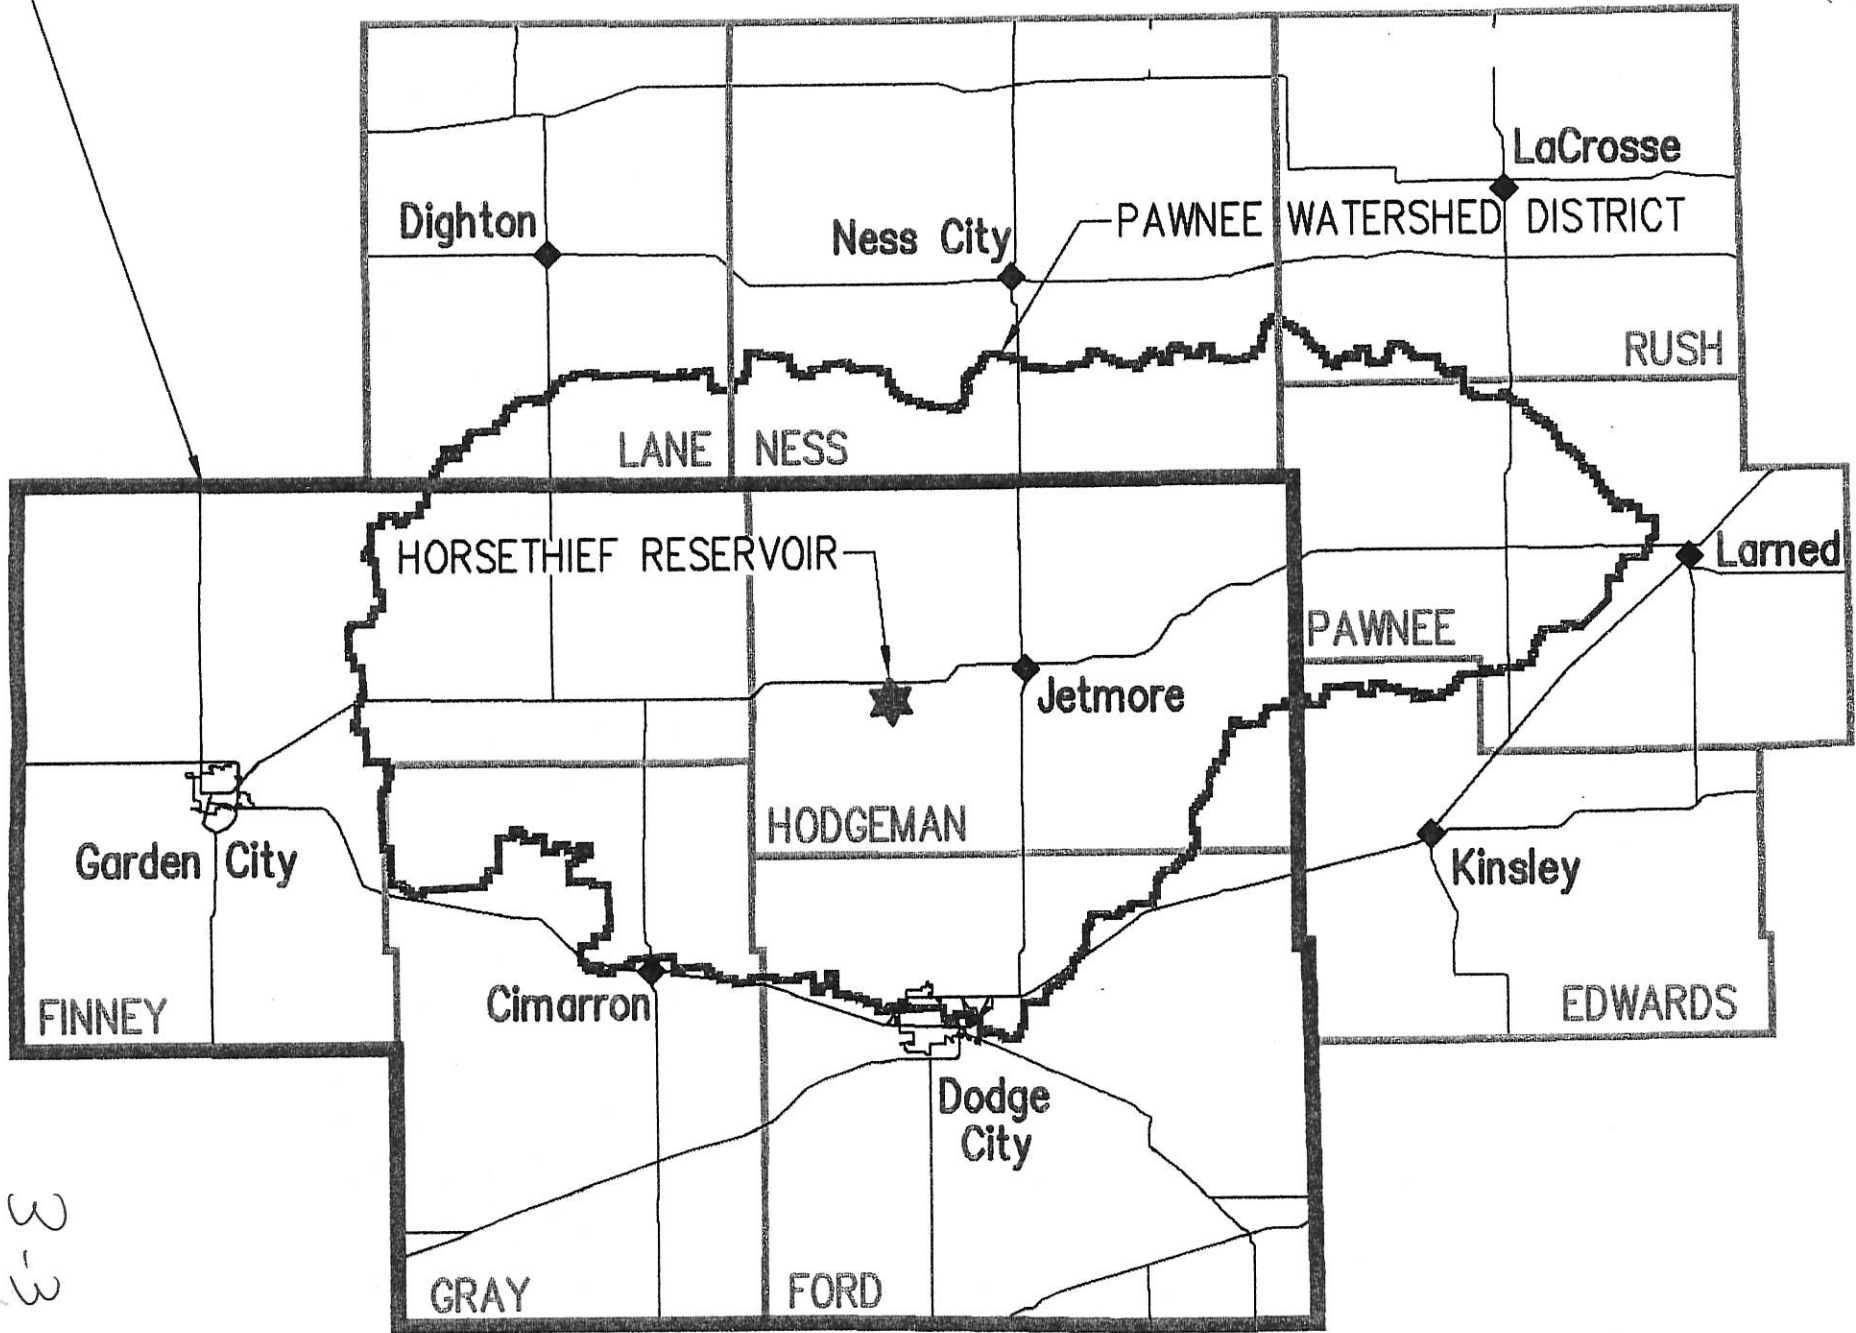 LaCrosse
Dighton
Ness City
PAWNEE WATERSHED DISTRICT
RUSH
LANE
NESS
HORSETHIEF RESERVOIR
Larned
PAWNEE
Jetmore
HODGEMAN
Garden City
Kinsley
Cimarron
FINNEY
EDWARDS
Dodge
City
GRAY
FORD
3-3